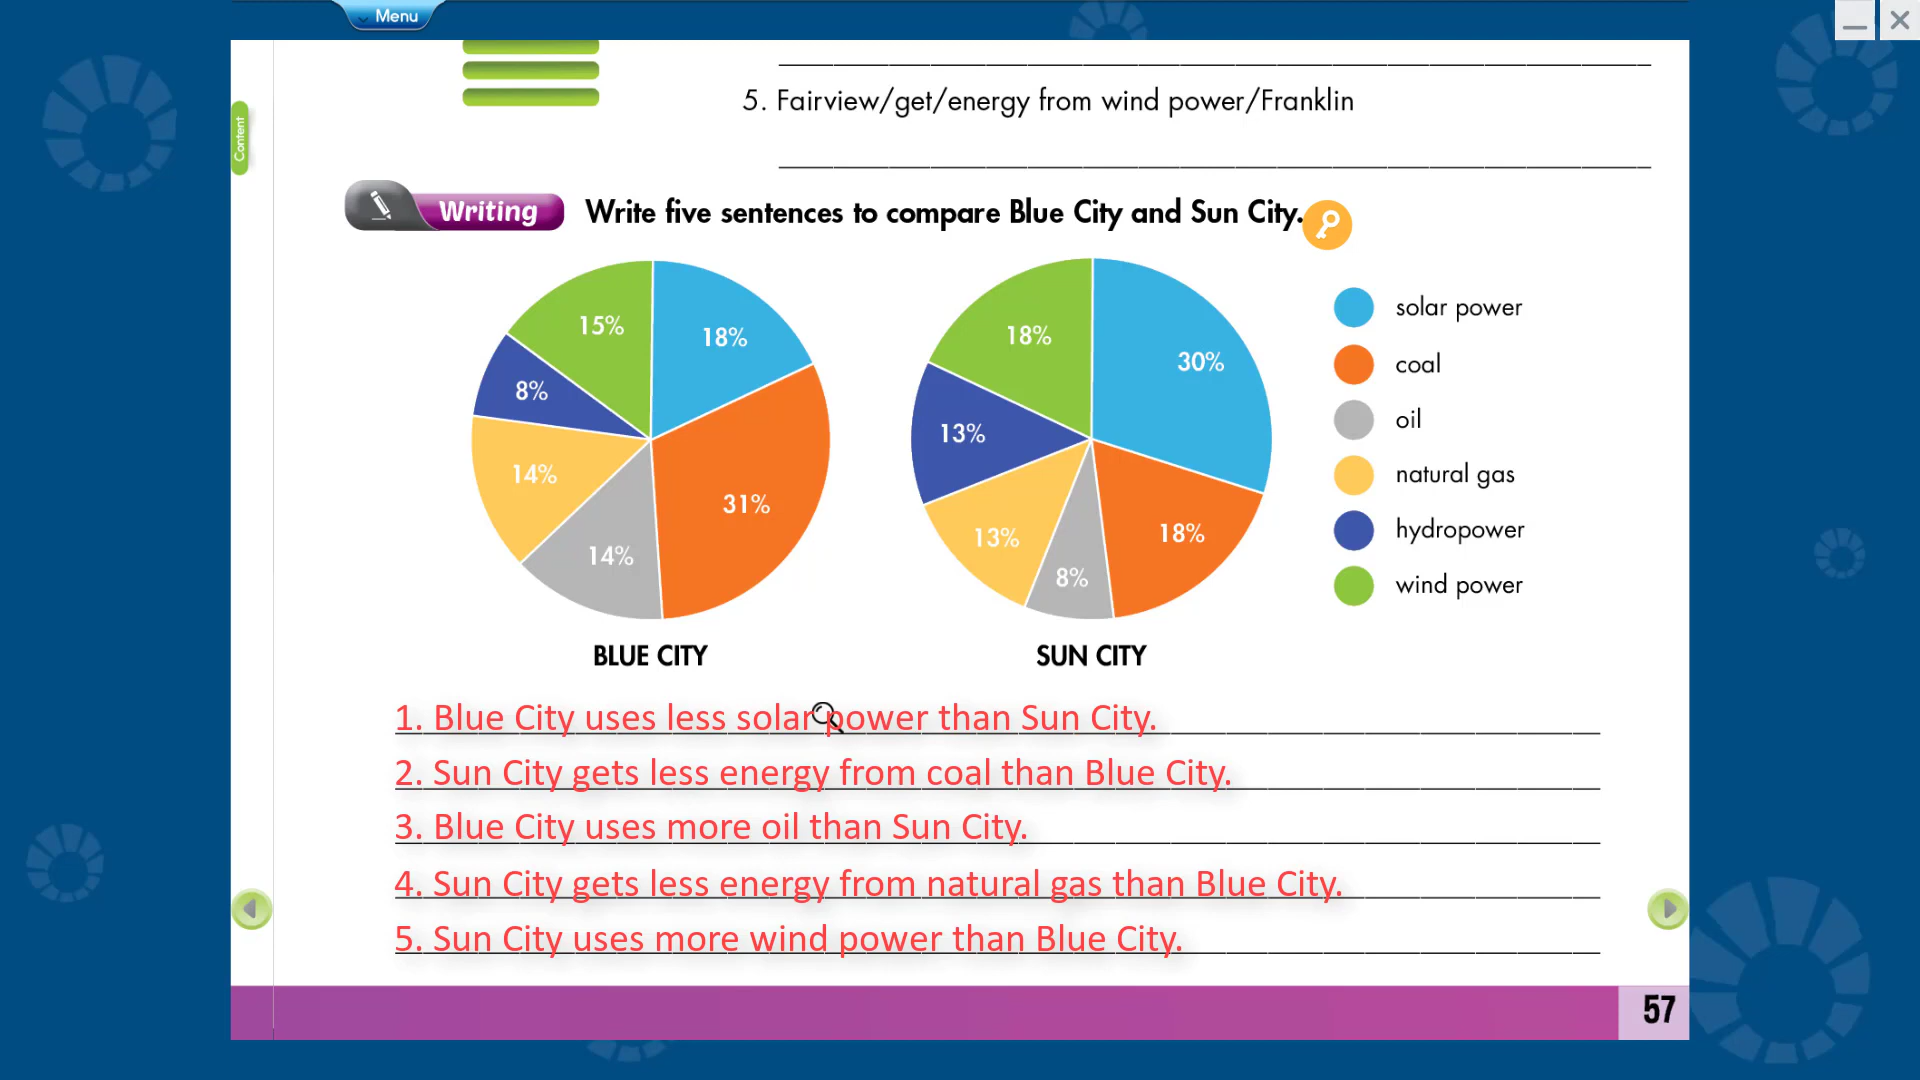 Menu
Content
5. Fairview/get/energy from wind power/Franklin
Writing
Write five sentences to compare Blue City and Sun City.
15%
18%
8%
14%
31%
14%
BLUE CITY
18%
30%
13%
13%
18%
8%
SUN CITY
solar power
coal
oil
natural gas
hydropower
wind power
1. Blue City uses less solar power than Sun City.
2. Sun City gets less energy from coal than Blue City.
3. Blue City uses more oil than Sun City.
4. Sun City gets less energy from natural gas than Blue City.
5. Sun City uses more wind power than Blue City.
57